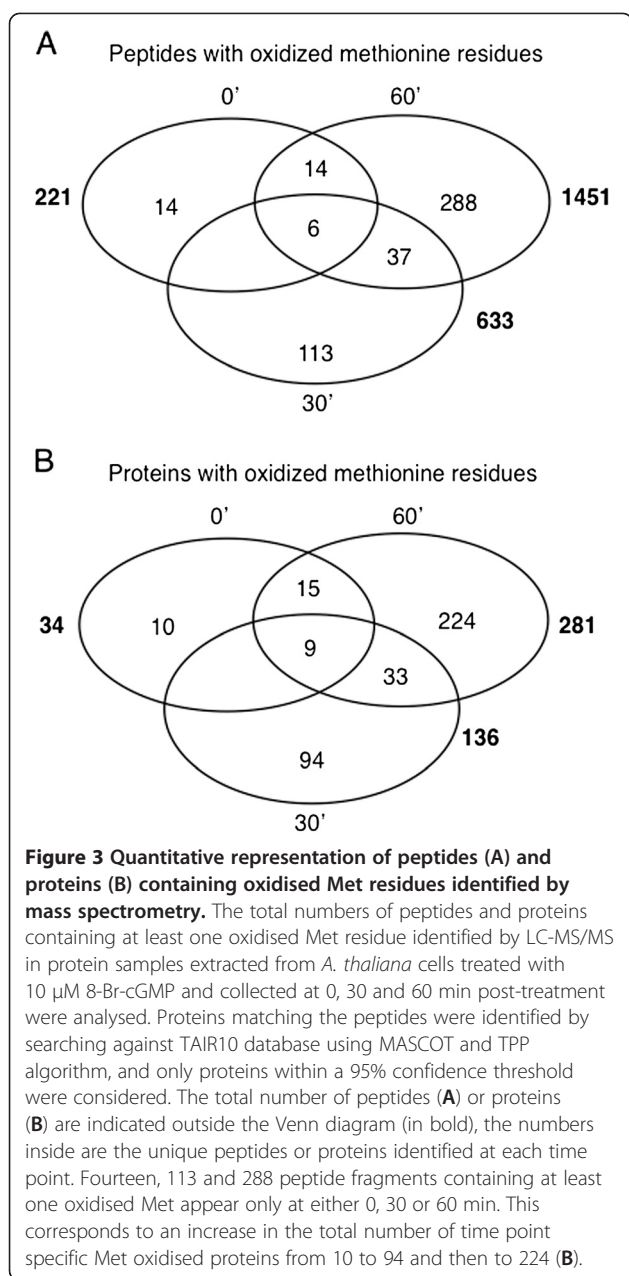 A
Peptides with oxidized methionine residues
0'
60'
14
221
14
288
1451
6
37
633
113
30'
B
Proteins with oxidized methionine residues
0'
60'
15
34
10
224
281
9
33
136
94
30'
Figure 3 Quantitative representation of peptides (A) and
proteins (B) containing oxidised Met residues identified by
mass spectrometry. The total numbers of peptides and proteins
containing at least one oxidised Met residue identified by LC-MS/MS
in protein samples extracted from A. thaliana cells treated with
10 μM 8-Br-cGMP and collected at 0, 30 and 60 min post-treatment
were analysed. Proteins matching the peptides were identified by
searching against TAIR10 database using MASCOT and TPP
algorithm, and only proteins within a 95% confidence threshold
were considered. The total number of peptides (A) or proteins
(B) are indicated outside the Venn diagram (in bold), the numbers
inside are the unique peptides or proteins identified at each time
point. Fourteen, 113 and 288 peptide fragments containing at least
one oxidised Met appear only at either 0, 30 or 60 min. This
corresponds to an increase in the total number of time point
specific Met oxidised proteins from 10 to 94 and then to 224 (B).